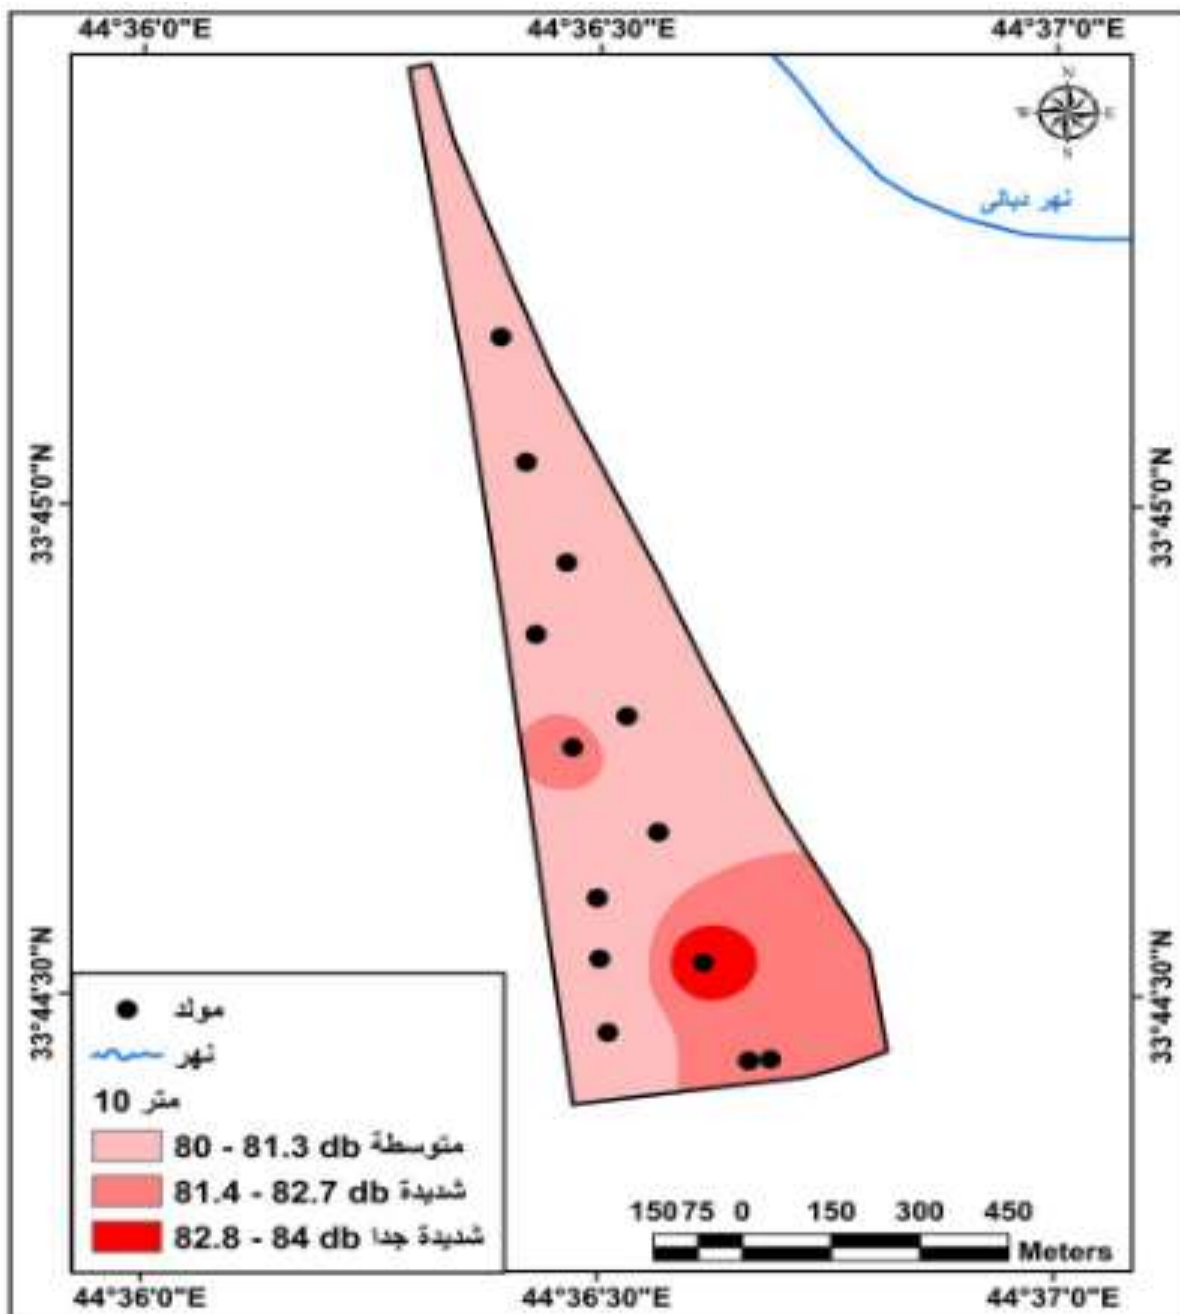 44°36'0"E 44°36'30"E 44°37'0"E
N
W E
N
نهر ديالى
33°45'0"N 33°45'0"N
33°44'30"N 33°44'30"N
مولد
نهر
متر 10
متوسطة 80 - 81.3 db
شديدة 81.4 - 82.7 db
شديدة جدا 82.8 - 84 db
150 75 0 150 300 450
Meters
44°36'0"E 44°36'30"E 44°37'0"E